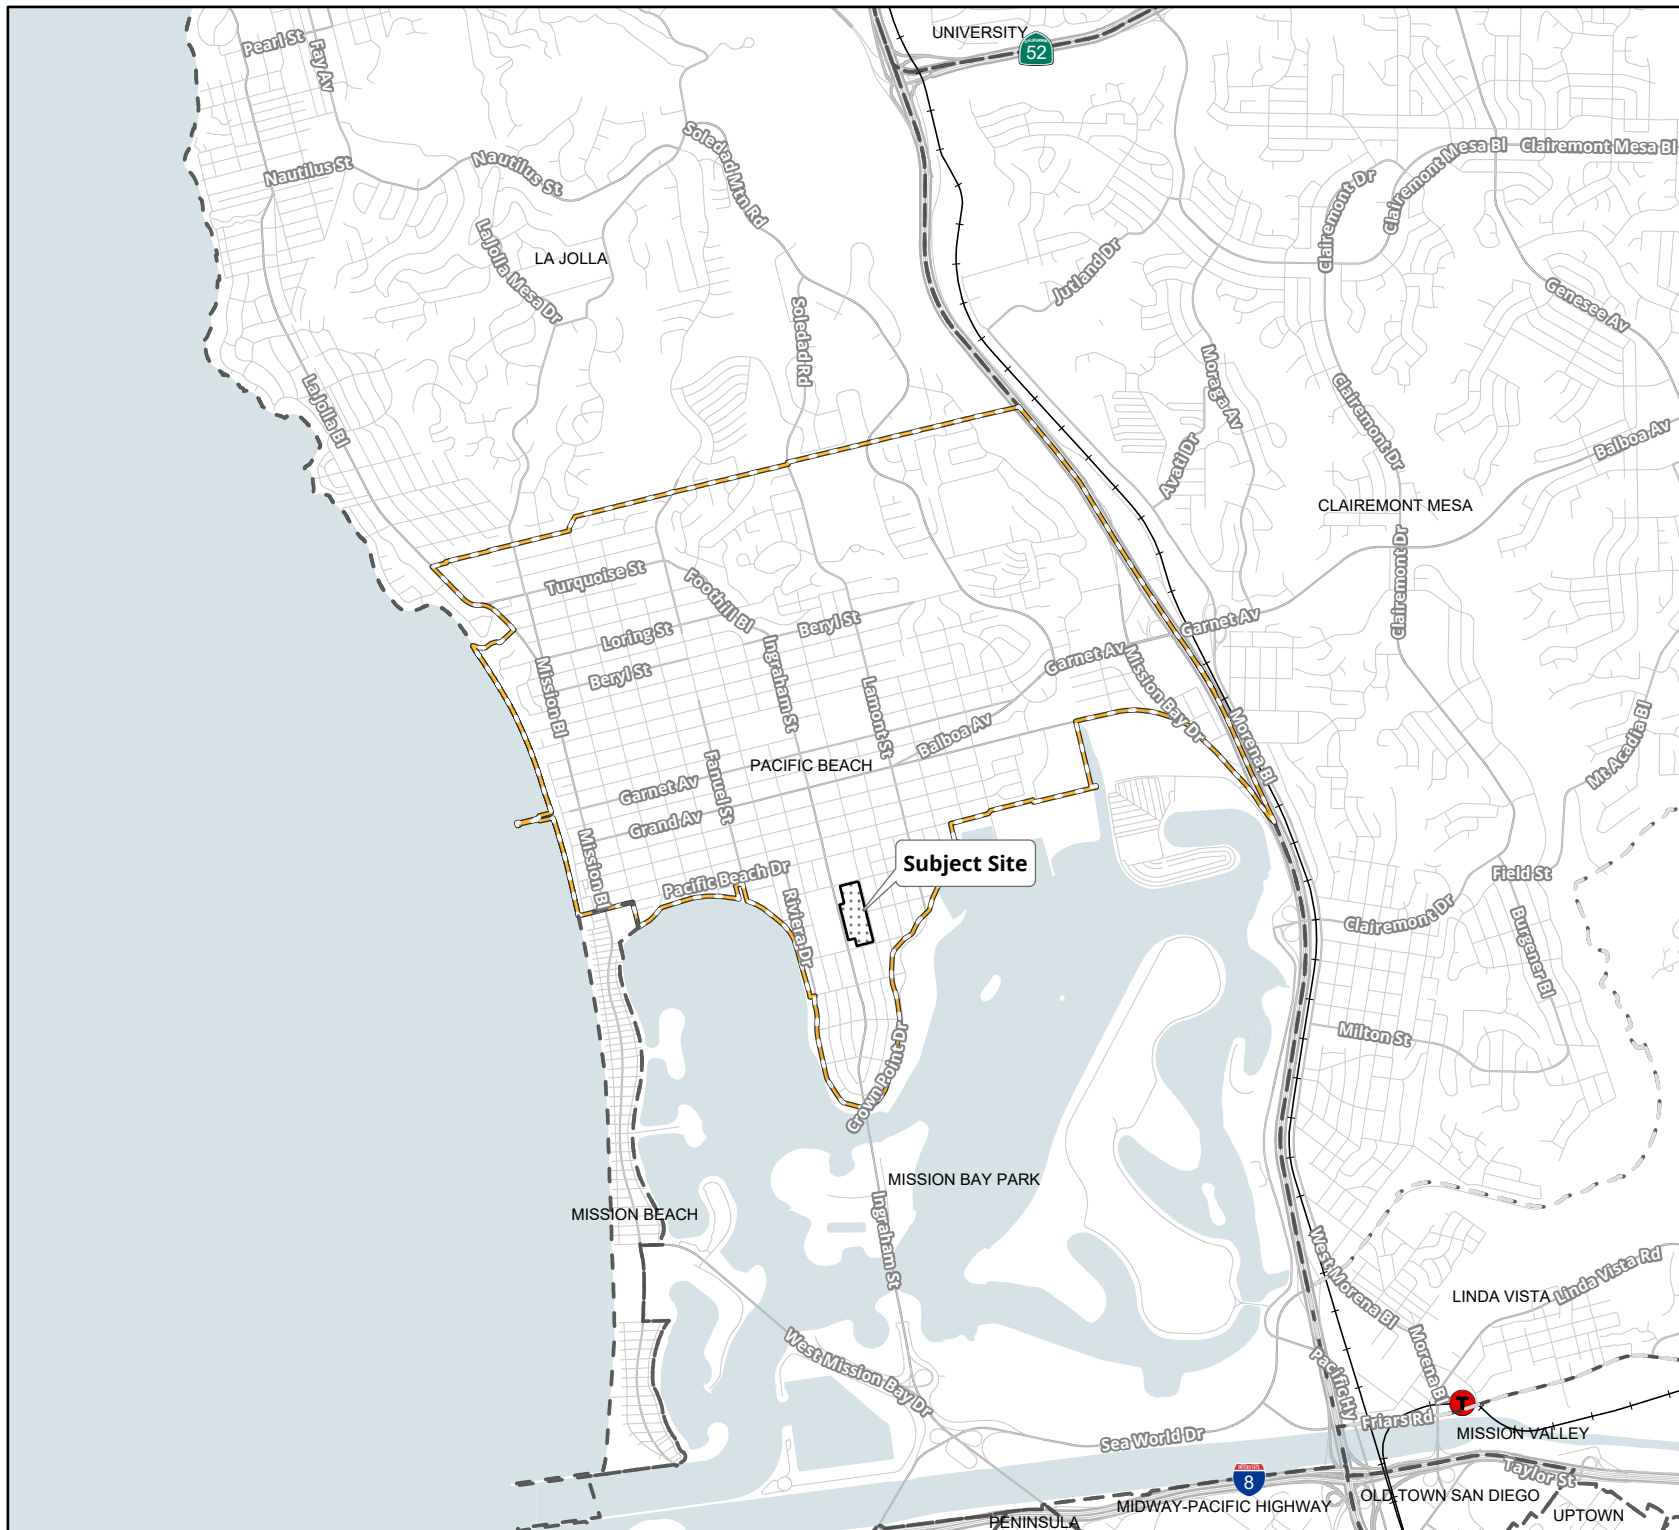 UNIVERSITY
CALIFORNIA
52
Pearl St
Fay Av
Nautilus St
Nautilus St
Soledad Mtn Rd
Clairemont Mesa Bl
Clairemont Mesa Bl
Clairemont Dr
La Jolla Mesa Dr
LA JOLLA
Jutland Dr
Genesee Av
Soledad Rd
La Jolla Bl
Moraga Av
Clairemont Dr
Balboa Av
Avati Dr
CLAIREMONT MESA
Clairemont Dr
Turquoise St
Foothill Bl
Loring St
Beryl St
Garnet Av
Beryl St
Ingraham St
Garnet Av
Mission Bay Dr
Mission Bl
Lamont St
Balboa Av
Morena Bl
Mt Acadia Bl
PACIFIC BEACH
Fanuel St
Garnet Av
Grand Av
Mission Bl
Pacific Beach Dr
Subject Site
Riviera Dr
Field St
Clairemont Dr
Burgener Bl
Milton St
Crown Point Dr
MISSION BAY PARK
MISSION BEACH
Ingraham St
West Morena Bl
Linda Vista Rd
LINDA VISTA
Morena Bl
West Mission Bay Dr
Pacific Hy
T
Friars Rd
MISSION VALLEY
Sea World Dr
INTERSTATE
8
Taylor St
MIDWAY-PACIFIC HIGHWAY
OLD TOWN SAN DIEGO
UPTOWN
PENINSULA